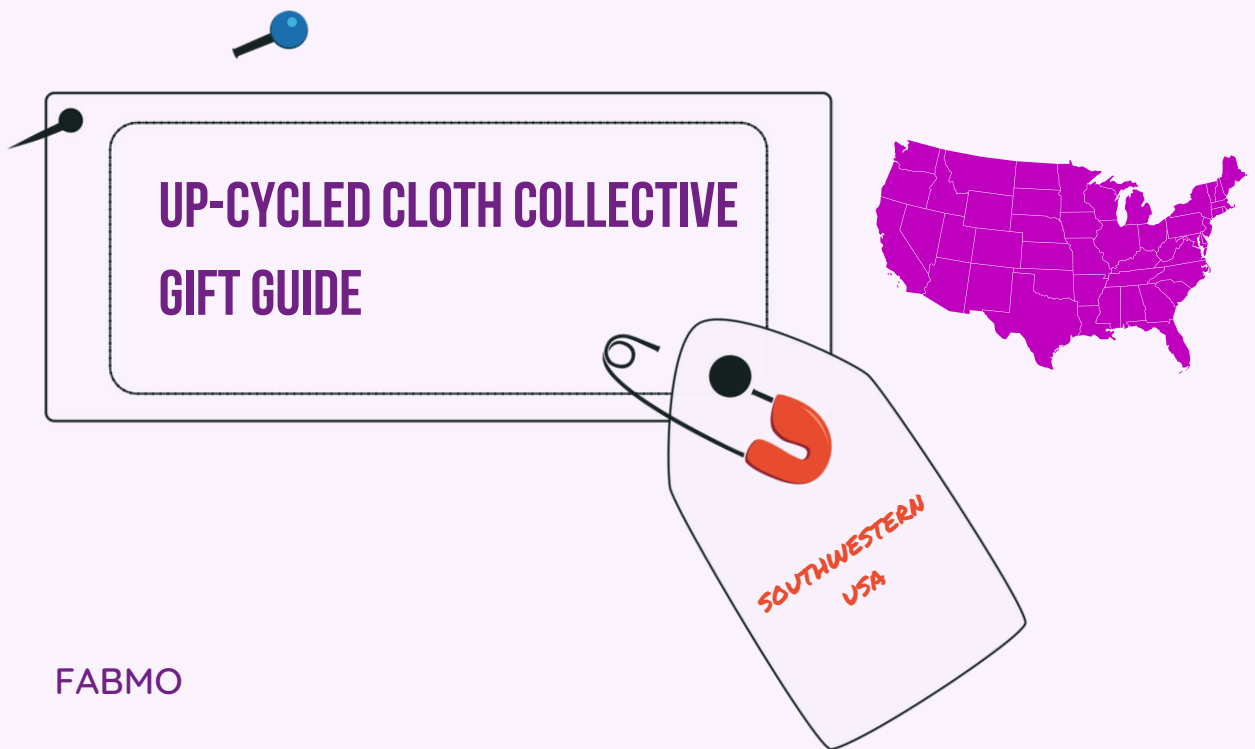 UP-CYCLED CLOTH COLLECTIVE
GIFT GUIDE
SOUTHWESTERN
USA
FABMO